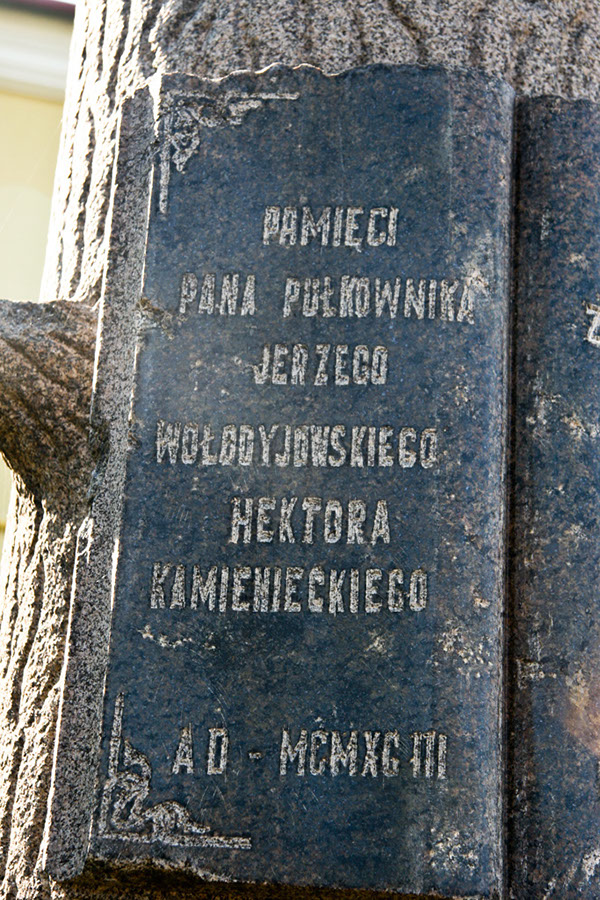 PAMIĘCI
PANA PUŁKOWNIKA
JERZEGO
WOŁODYJOWSKIEGO
HEKTORA
KAMIENIECKIEGO
AD - MCMXCIII